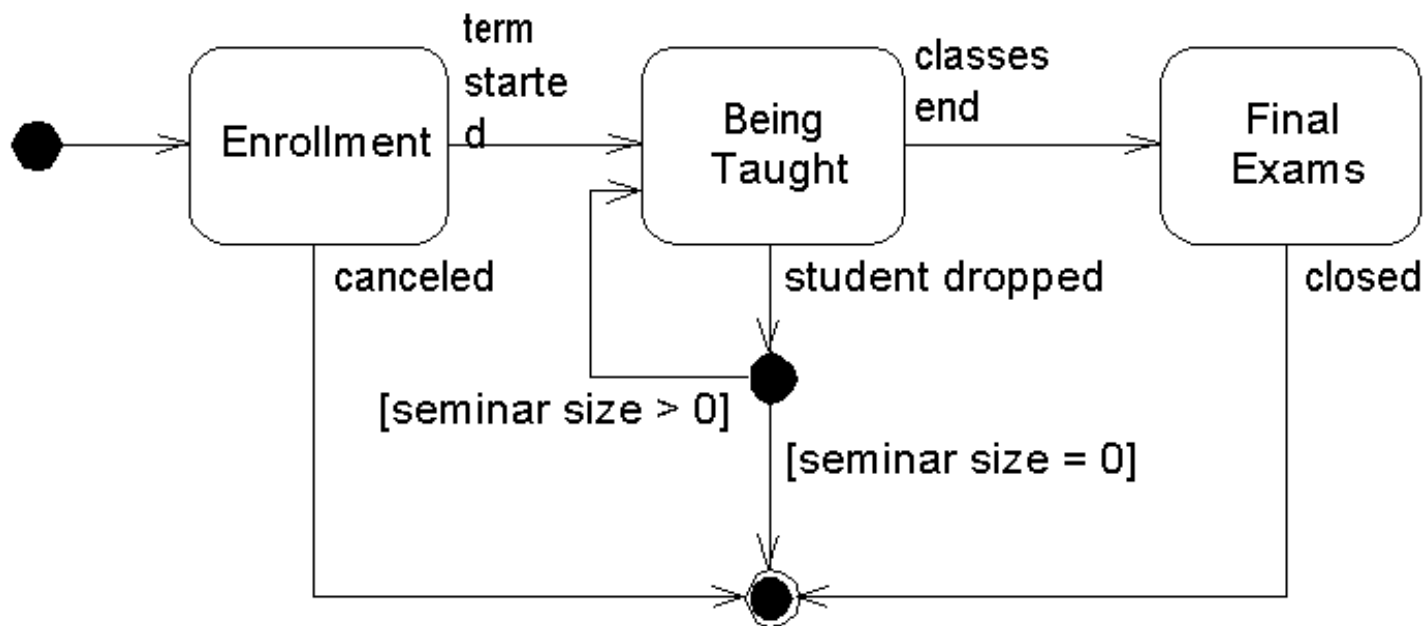 Enrollment
term
starte
d
Being
Taught
classes
end
Final
Exams
canceled
student dropped
closed
[seminar size > 0]
[seminar size = 0]